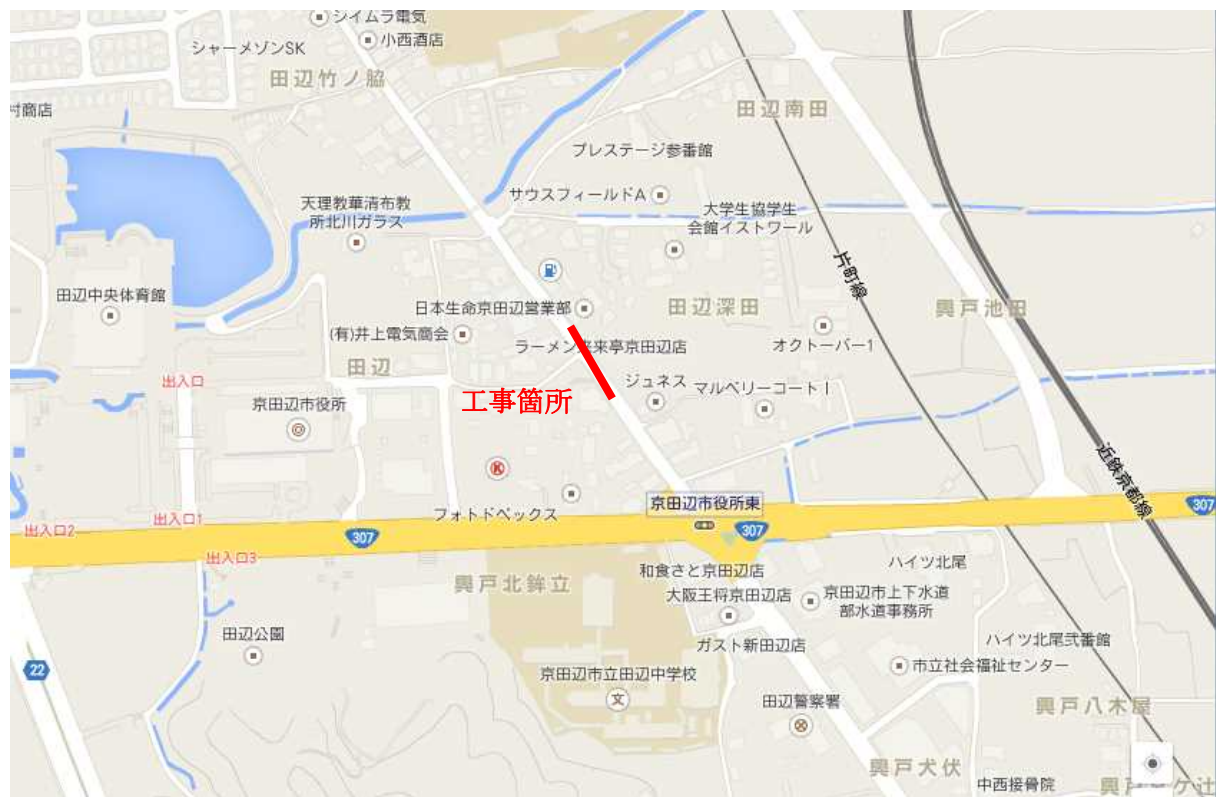 シイムラ電気
小西酒店
シャーメゾンSK
田辺竹ノ脇
村商店
田辺南田
プレステージ参番館
サウスフィールドA
天理教華清布教
所北川ガラス
大学生協学生
会館イストワール
片町線
田辺中央体育館
日本生命京田辺営業部
田辺深田
興戸池田
(有)井上電気商会
ラーメン来来亭京田辺店
オクトーバー1
田辺
出入口
工事箇所
ジュネス
マルベリーコートⅠ
京田辺市役所
近鉄京都線
京田辺市役所東
307
フォトドペックス
出入口1
出入口2
307
307
出入口3
和食さと京田辺店
ハイツ北尾
興戸北鉾立
大阪王将京田辺店
京田辺市上下水道
部水道事務所
田辺公園
ガスト新田辺店
ハイツ北尾弐番館
22
京田辺市立田辺中学校
文
市立社会福祉センター
田辺警察署
興戸八木屋
興戸犬伏
中西接骨院